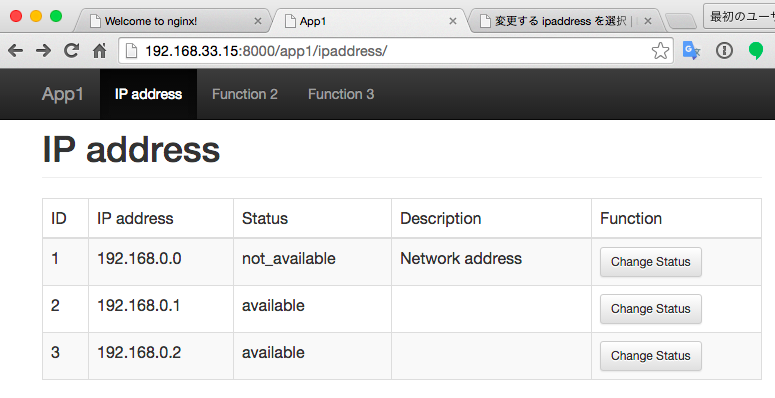 Welcome to nginx!
App1
変更する ipaddress を選択 |
最初のユーザ
192.168.33.15:8000/app1/ipaddress/
App1 IP address Function 2 Function 3
IP address
ID IP address Status Description Function
1 192.168.0.0 not_available Network address Change Status
2 192.168.0.1 available Change Status
3 192.168.0.2 available Change Status